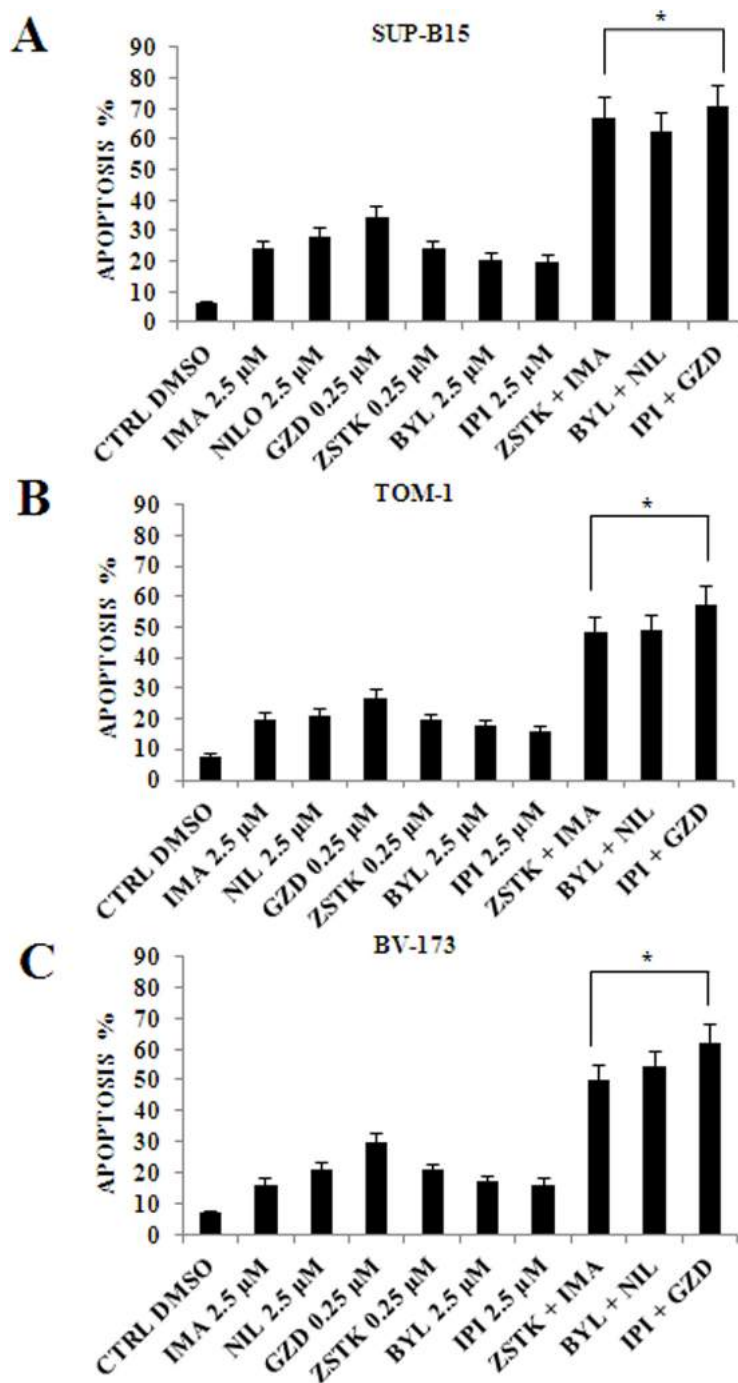 A
SUP-B15
*
APOPTOSIS %
90
80
70
60
50
40
30
20
10
0
CTRL DMSO
IMA 2.5 µM
NILO 2.5 µM
GZD 0.25 µM
ZSTK 0.25 µM
BYL 2.5 µM
IPI 2.5 µM
ZSTK + IMA
BYL + NIL
IPI + GZD
B
TOM-1
*
APOPTOSIS %
90
80
70
60
50
40
30
20
10
0
CTRL DMSO
IMA 2.5 µM
NIL 2.5 µM
GZD 0.25 µM
ZSTK 0.25 µM
BYL 2.5 µM
IPI 2.5 µM
ZSTK + IMA
BYL + NIL
IPI + GZD
C
BV-173
*
APOPTOSIS %
90
80
70
60
50
40
30
20
10
0
CTRL DMSO
IMA 2.5 µM
NIL 2.5 µM
GZD 0.25 µM
ZSTK 0.25 µM
BYL 2.5 µM
IPI 2.5 µM
ZSTK + IMA
BYL + NIL
IPI + GZD